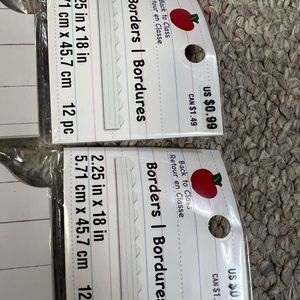 Back to Class
Retour en Classe
US $0.99
CAN $1.49
Borders | Bordures
25 in x 18 in
71 cm x 45.7 cm
12 pc
Back to Class
Retour en Classe
US $0
CAN $1
Borders | Bordures
2.25 in x 18 in
5.71 cm x 45.7 cm
12